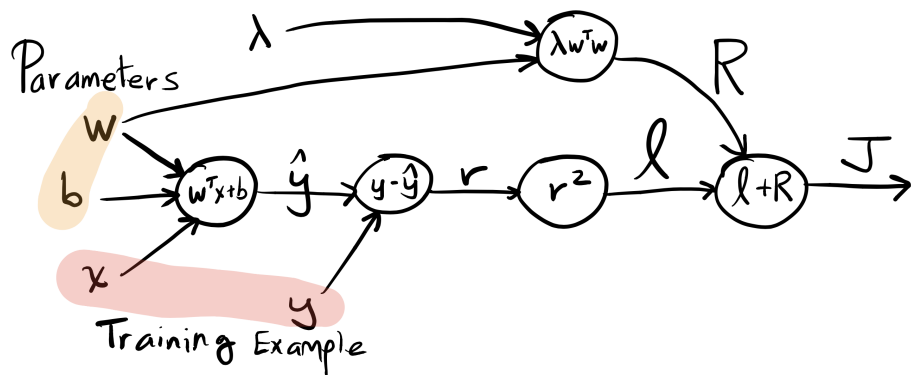 λ
λwᵀw
R
Parameters
w
b
wᵀx+b
ŷ
y-ŷ
r
r²
ℓ
ℓ+R
J
x
y
Training Example